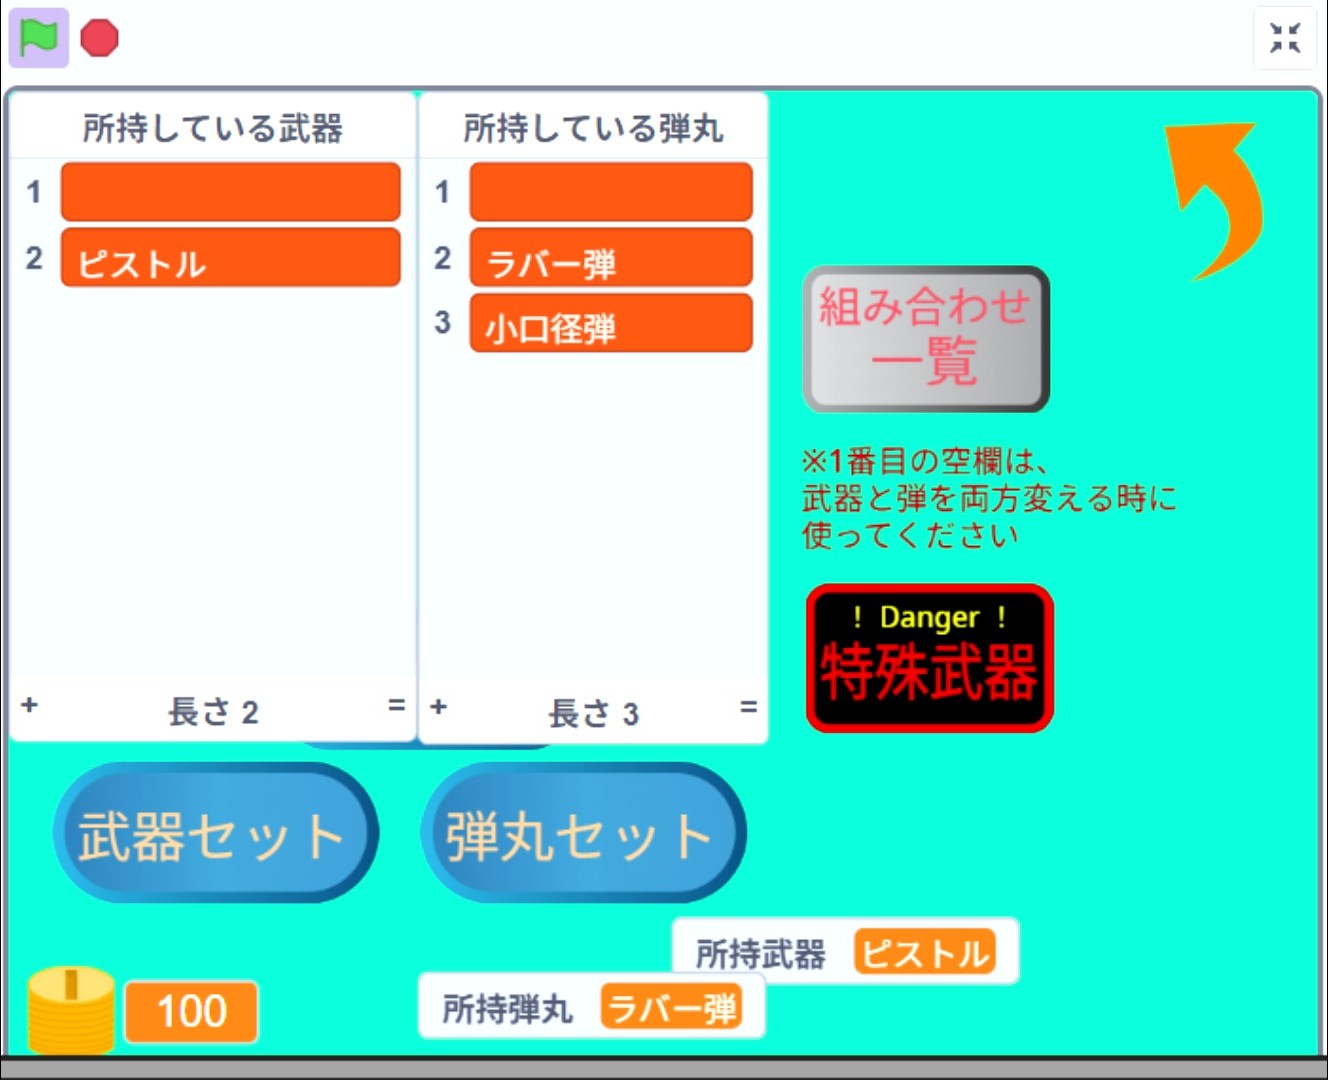 所持している武器
1
2 ピストル
+ 長さ 2 =
所持している弾丸
1
2 ラバー弾
3 小口径弾
+ 長さ 3 =
組み合わせ
一覧
※1番目の空欄は、
武器と弾を両方変える時に
使ってください
! Danger !
特殊武器
武器セット
弾丸セット
所持武器 ピストル
所持弾丸 ラバー弾
100